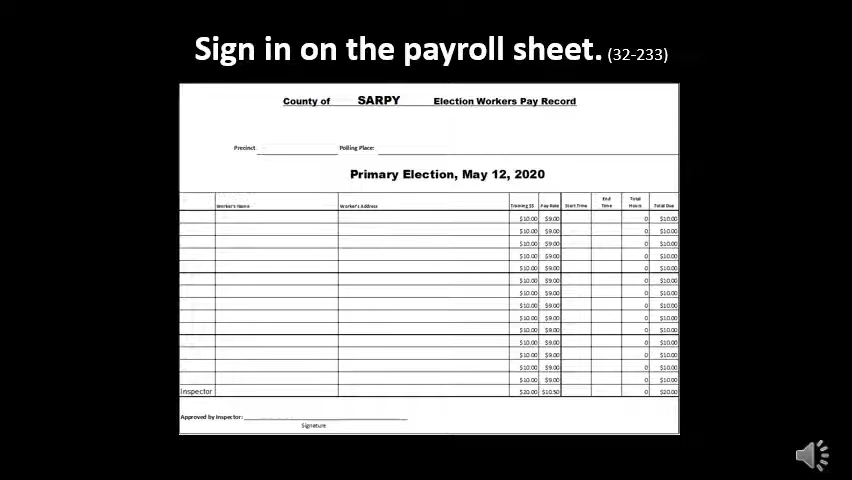 Sign in on the payroll sheet. (32-233)
County of SARPY Election Workers Pay Record
Precinct: Polling Place:
Primary Election, May 12, 2020
Worker's Name Worker's Address Training $$ Pay Rate Start Time End Time Total Hours Total Due
$10.00 $9.00 0 $10.00
$10.00 $9.00 0 $10.00
$10.00 $9.00 0 $10.00
$10.00 $9.00 0 $10.00
$10.00 $9.00 0 $10.00
$10.00 $9.00 0 $10.00
$10.00 $9.00 0 $10.00
$10.00 $9.00 0 $10.00
$10.00 $9.00 0 $10.00
$10.00 $9.00 0 $10.00
$10.00 $9.00 0 $10.00
$10.00 $9.00 0 $10.00
$10.00 $9.00 0 $10.00
$10.00 $9.00 0 $10.00
Inspector $20.00 $10.50 0 $20.00
Approved by Inspector:
Signature